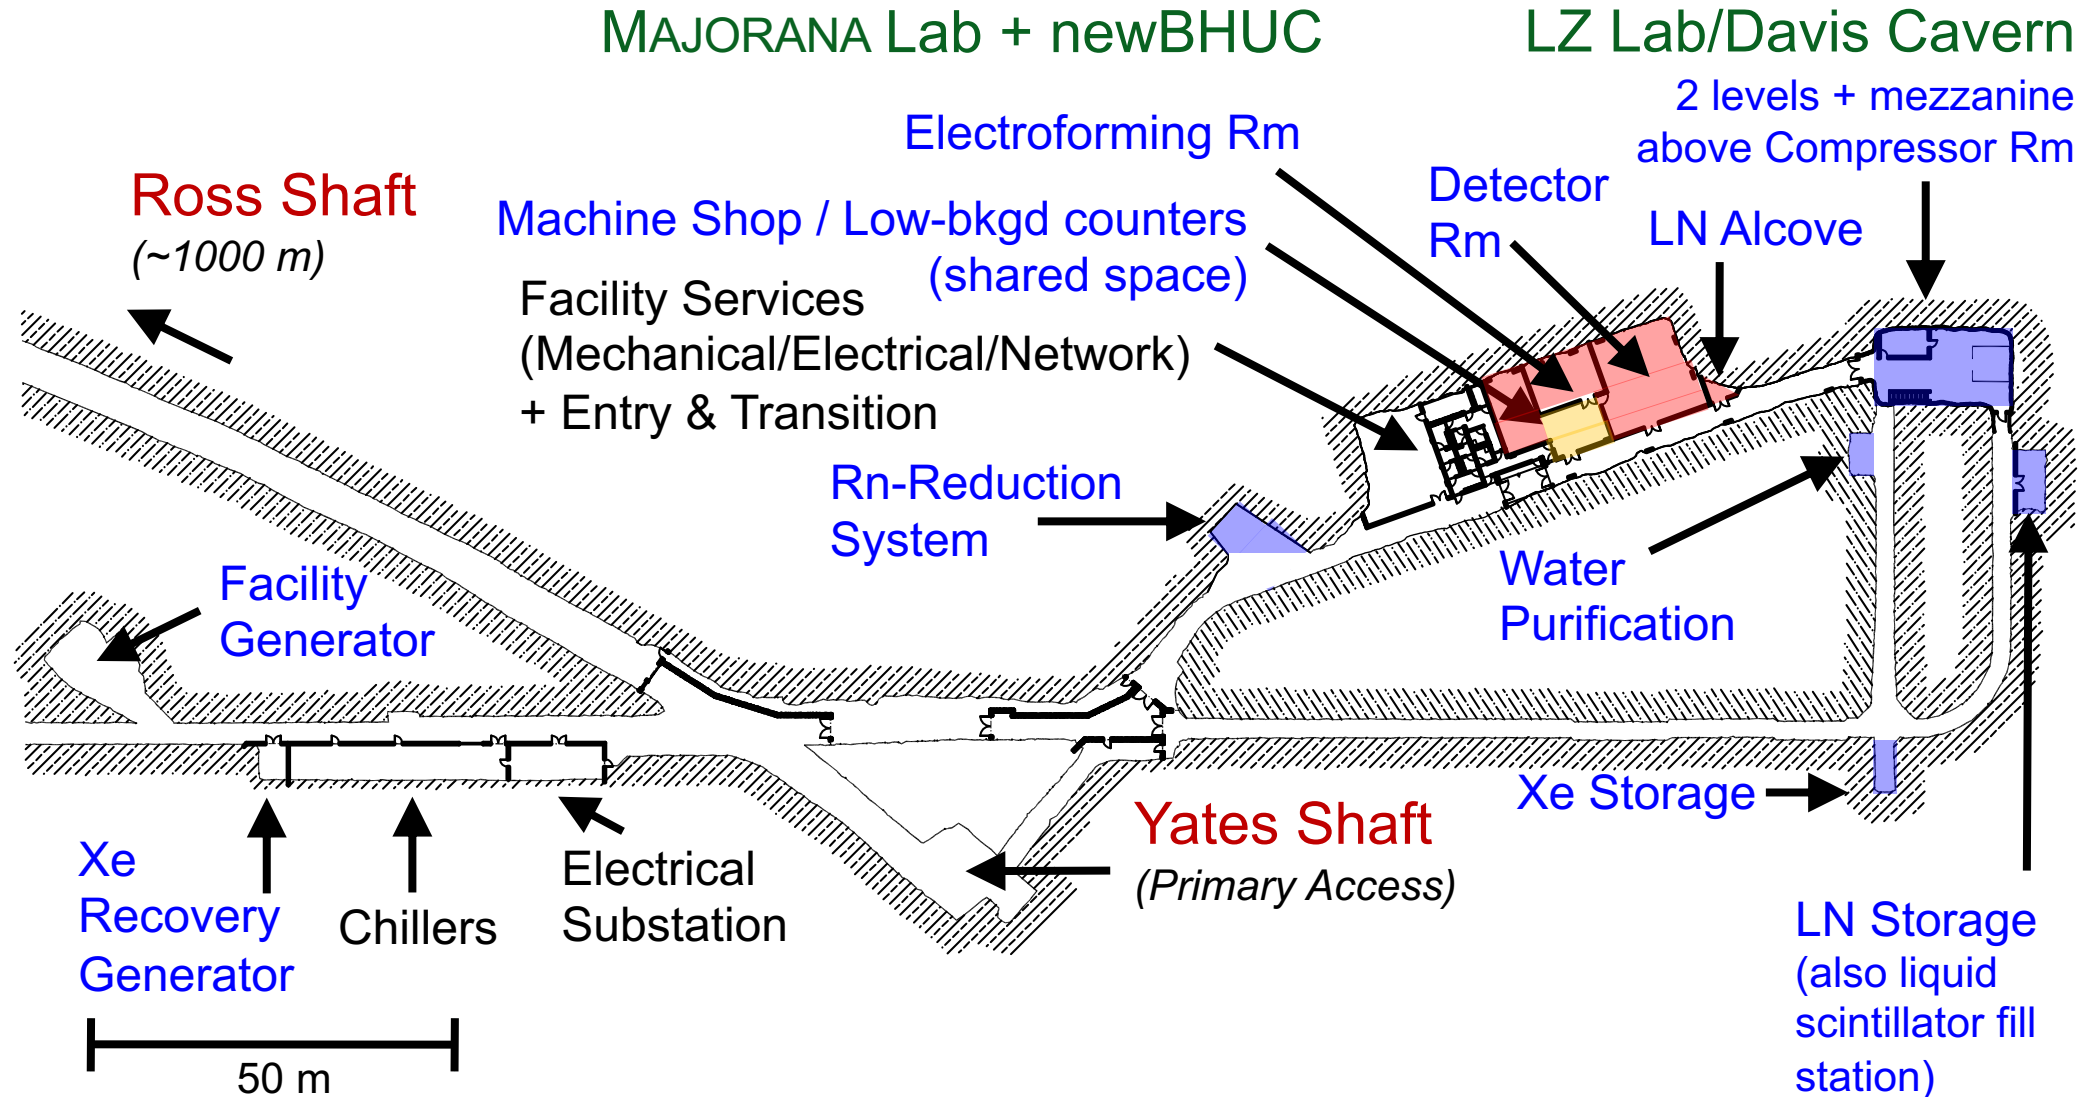 MAJORANA Lab + newBHUC
LZ Lab/Davis Cavern
2 levels + mezzanine
above Compressor Rm
Electroforming Rm
Detector
Rm
LN Alcove
Ross Shaft
(~1000 m)
Machine Shop / Low-bkgd counters
(shared space)
Facility Services
(Mechanical/Electrical/Network)
+ Entry & Transition
Rn-Reduction
System
Water
Purification
Facility
Generator
Xe Storage
Yates Shaft
(Primary Access)
Xe
Recovery
Generator
Chillers
Electrical
Substation
LN Storage
(also liquid
scintillator fill
station)
50 m